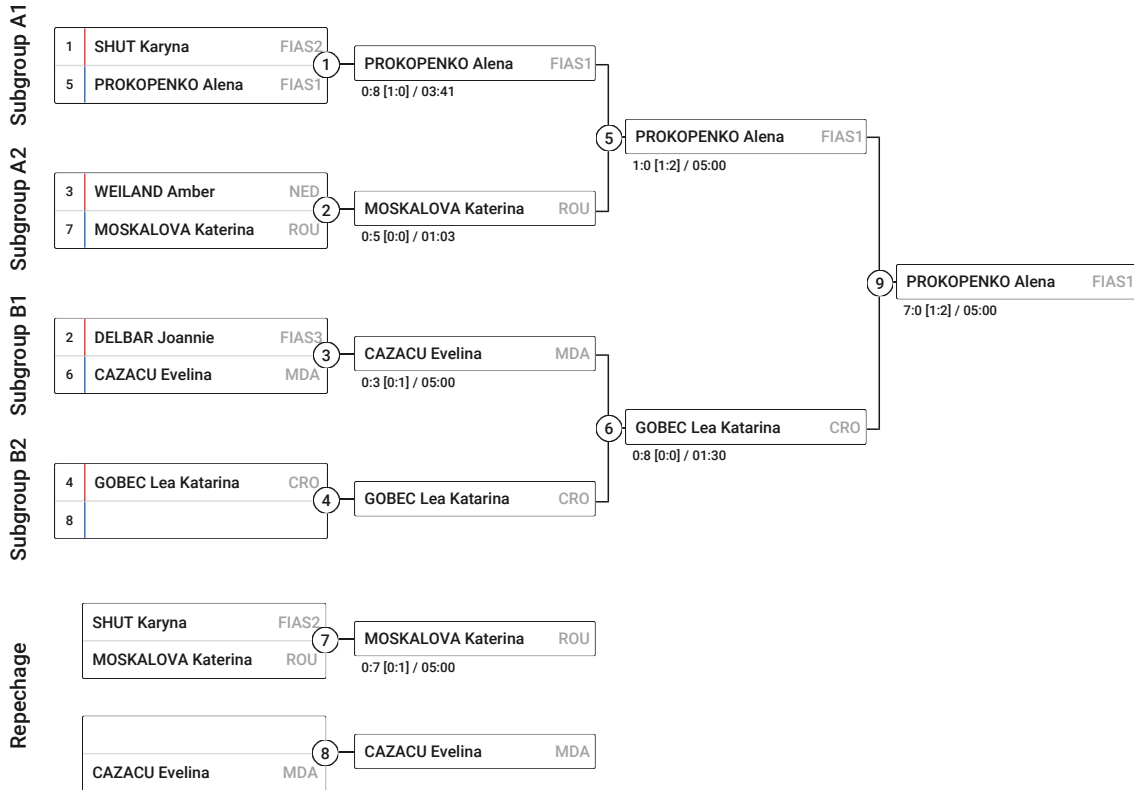 Subgroup A1
1 SHUT Karyna FIAS2
5 PROKOPENKO Alena FIAS1
1
PROKOPENKO Alena FIAS1
0:8 [1:0] / 03:41
Subgroup A2
3 WEILAND Amber NED
7 MOSKALOVA Katerina ROU
2
MOSKALOVA Katerina ROU
0:5 [0:0] / 01:03
5
PROKOPENKO Alena FIAS1
1:0 [1:2] / 05:00
Subgroup B1
2 DELBAR Joannie FIAS3
6 CAZACU Evelina MDA
3
CAZACU Evelina MDA
0:3 [0:1] / 05:00
Subgroup B2
4 GOBEC Lea Katarina CRO
8
4
GOBEC Lea Katarina CRO
6
GOBEC Lea Katarina CRO
0:8 [0:0] / 01:30
9
PROKOPENKO Alena FIAS1
7:0 [1:2] / 05:00
Repechage
SHUT Karyna FIAS2
MOSKALOVA Katerina ROU
7
MOSKALOVA Katerina ROU
0:7 [0:1] / 05:00
CAZACU Evelina MDA
8
CAZACU Evelina MDA